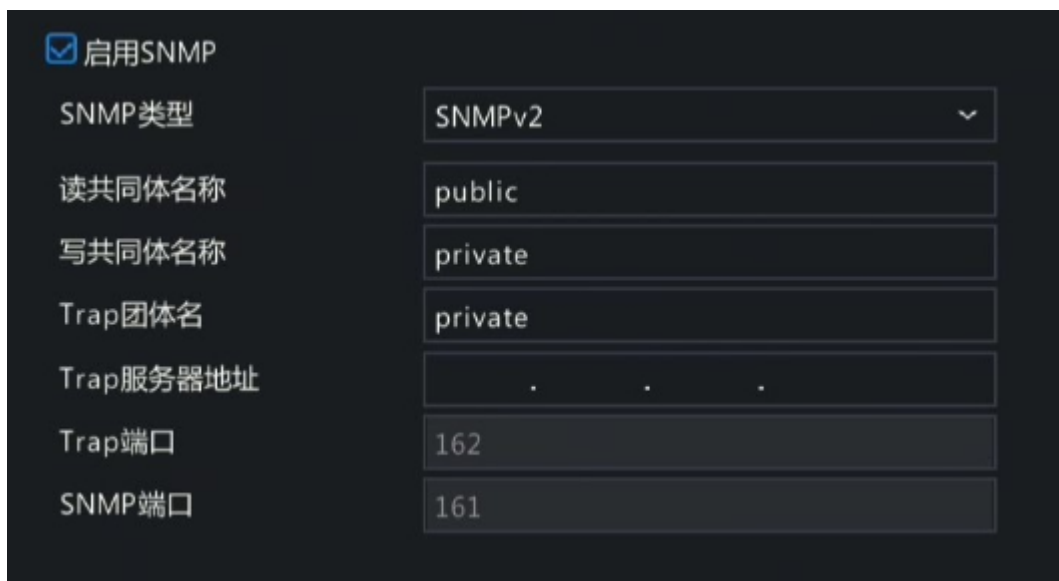 启用SNMP
SNMP类型 SNMPv2
读共同体名称 public
写共同体名称 private
Trap团体名 private
Trap服务器地址 . . .
Trap端口 162
SNMP端口 161